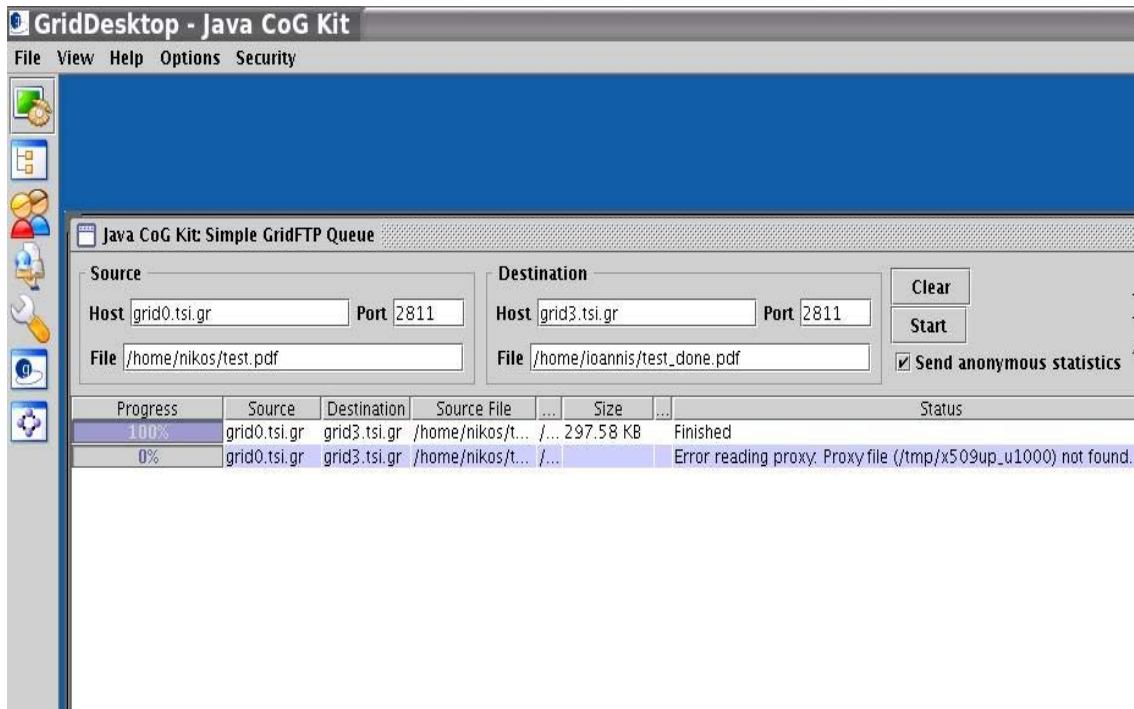 GridDesktop - Java CoG Kit
File View Help Options Security
Java CoG Kit: Simple GridFTP Queue
Source
Host grid0.tsi.gr Port 2811
File /home/nikos/test.pdf
Destination
Host grid3.tsi.gr Port 2811
File /home/ioannis/test_done.pdf
Clear
Start
Send anonymous statistics
Progress Source Destination Source File ... Size ... Status
100% grid0.tsi.gr grid3.tsi.gr /home/nikos/t... /... 297.58 KB Finished
0% grid0.tsi.gr grid3.tsi.gr /home/nikos/t... /... Error reading proxy: Proxy file (/tmp/x509up_u1000) not found.